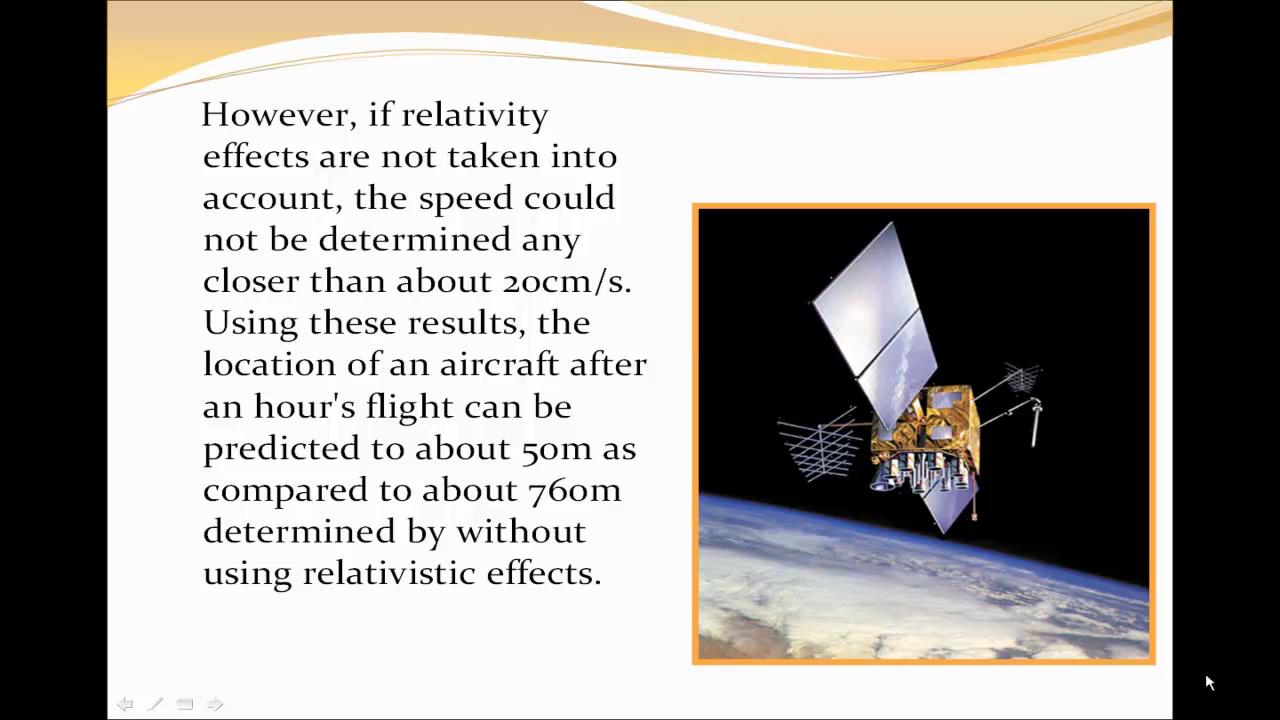 However, if relativity
effects are not taken into
account, the speed could
not be determined any
closer than about 20cm/s.
Using these results, the
location of an aircraft after
an hour's flight can be
predicted to about 50m as
compared to about 760m
determined by without
using relativistic effects.